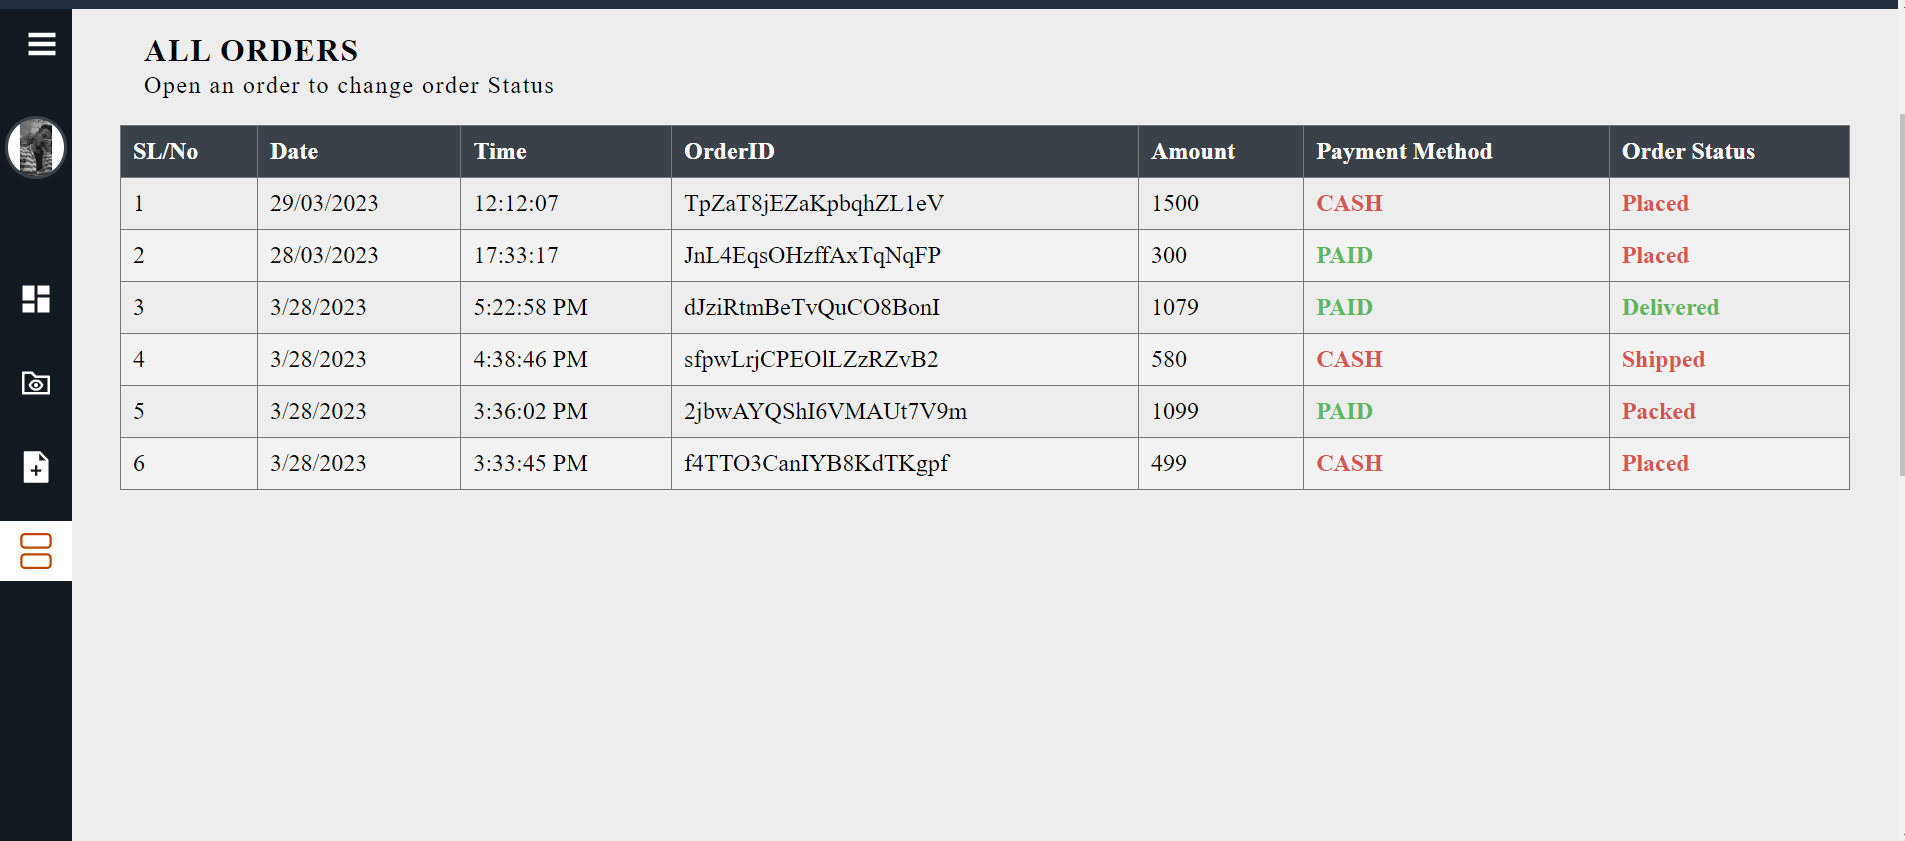 ALL ORDERS
Open an order to change order Status
SL/No Date Time OrderID Amount Payment Method Order Status
1 29/03/2023 12:12:07 TpZaT8jEZaKpbqhZL1eV 1500 CASH Placed
2 28/03/2023 17:33:17 JnL4EqsOHzffAxTqNqFP 300 PAID Placed
3 3/28/2023 5:22:58 PM dJziRtmBeTvQuCO8BonI 1079 PAID Delivered
4 3/28/2023 4:38:46 PM sfpwLrjCPEOlLZzRZvB2 580 CASH Shipped
5 3/28/2023 3:36:02 PM 2jbwAYQShI6VMAUt7V9m 1099 PAID Packed
6 3/28/2023 3:33:45 PM f4TTO3CanIYB8KdTKgpf 499 CASH Placed